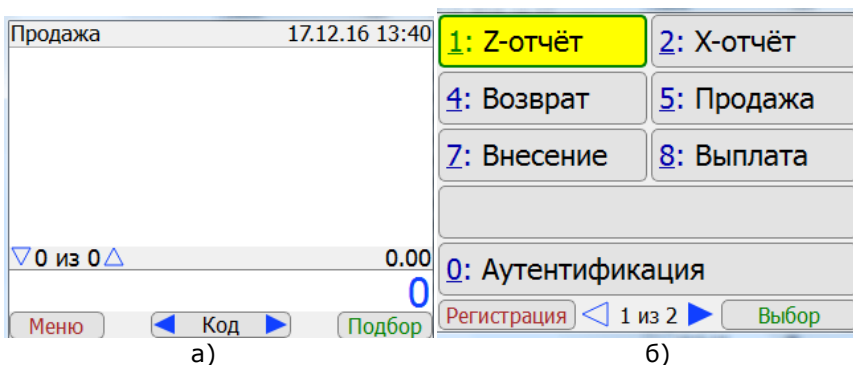 Продажа 17.12.16 13:40
0 из 0 0.00
0
Меню Код Подбор
а)
1: Z-отчёт 2: X-отчёт
4: Возврат 5: Продажа
7: Внесение 8: Выплата
0: Аутентификация
Регистрация 1 из 2 Выбор
б)